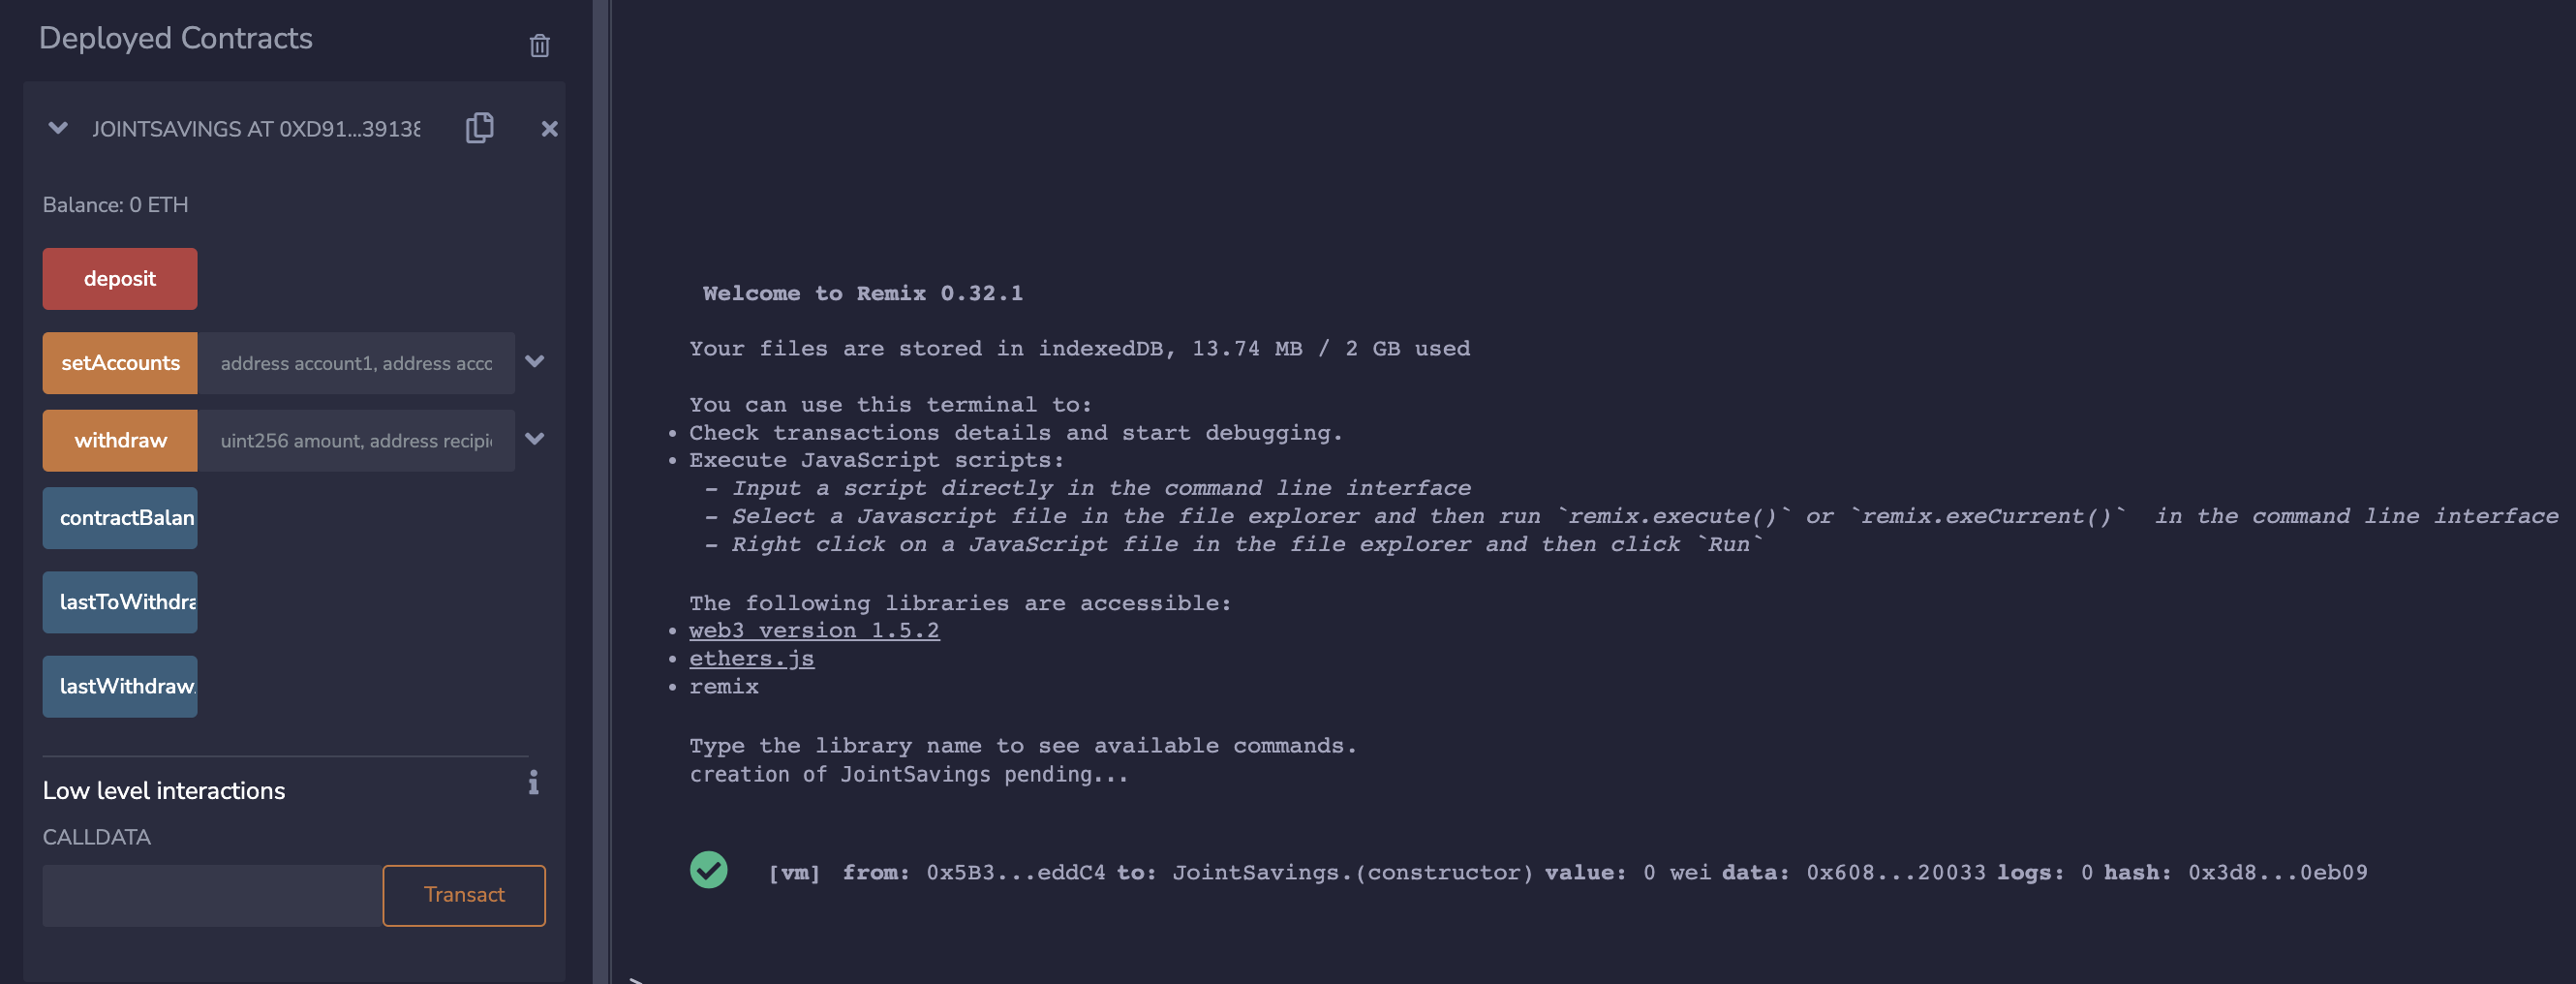 Deployed Contracts
JOINTSAVINGS AT 0XD91...39138
Balance: 0 ETH
deposit
setAccounts address account1, address acco
withdraw uint256 amount, address recipi
contractBalan
lastToWithdra
lastWithdraw
Low level interactions
CALLDATA
Transact
Welcome to Remix 0.32.1
Your files are stored in indexedDB, 13.74 MB / 2 GB used
You can use this terminal to:
• Check transactions details and start debugging.
• Execute JavaScript scripts:
- Input a script directly in the command line interface
- Select a Javascript file in the file explorer and then run `remix.execute()` or `remix.exeCurrent()` in the command line interface
- Right click on a JavaScript file in the file explorer and then click `Run`
The following libraries are accessible:
• web3 version 1.5.2
• ethers.js
• remix
Type the library name to see available commands.
creation of JointSavings pending...
[vm] from: 0x5B3...eddC4 to: JointSavings.(constructor) value: 0 wei data: 0x608...20033 logs: 0 hash: 0x3d8...0eb09